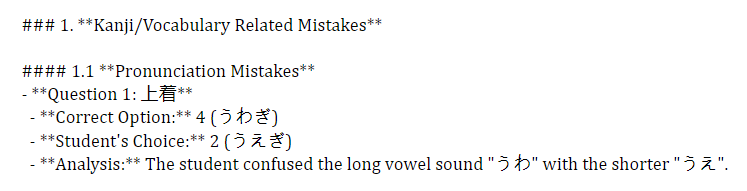 ### 1. **Kanji/Vocabulary Related Mistakes**
#### 1.1 **Pronunciation Mistakes**
- **Question 1: 上着**
- **Correct Option:** 4 (うわぎ)
- **Student's Choice:** 2 (うえぎ)
- **Analysis:** The student confused the long vowel sound "うわ" with the shorter "うえ".